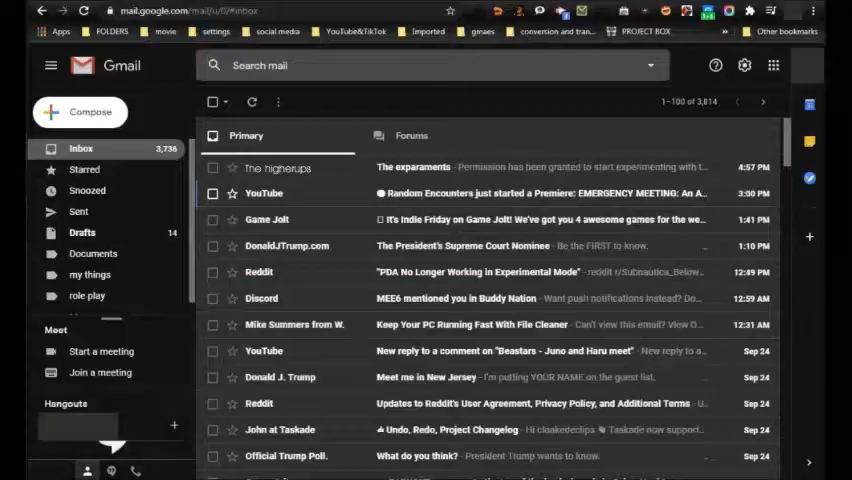 mail.google.com/mail/u/0/#inbox
Apps FOLDERS movie settings social media YouTube&TikTok Imported gmaes conversion and tran... PROJECT BOX » Other bookmarks
Gmail Search mail
Compose 1–100 of 3,814
Inbox 3,736
Starred
Snoozed
Sent
Drafts 14
Documents
my things
role play
Meet
Start a meeting
Join a meeting
Hangouts
Primary Forums
The higherups The exparaments - Permission has been granted to start experimenting with t... 4:57 PM
YouTube Random Encounters just started a Premiere: EMERGENCY MEETING: An A... 3:00 PM
Game Jolt It's Indie Friday on Game Jolt! We've got you 4 awesome games for the we... 1:41 PM
DonaldJTrump.com The President's Supreme Court Nominee - Be the FIRST to know. ... 1:10 PM
Reddit "PDA No Longer Working in Experimental Mode" - reddit r/Subnautica_Below... 12:49 PM
Discord MEE6 mentioned you in Buddy Nation - Want push notifications instead? Do... 12:59 AM
Mike Summers from W. Keep Your PC Running Fast With File Cleaner - Can't view this email? View O... 12:31 AM
YouTube New reply to a comment on "Beastars - Juno and Haru meet" - New reply to a... Sep 24
Donald J. Trump Meet me in New Jersey - I'm putting YOUR NAME on the guest list. Sep 24
Reddit Updates to Reddit's User Agreement, Privacy Policy, and Additional Terms - U... Sep 24
John at Taskade Undo, Redo, Project Changelog - Hi cloakedeclips Taskade now support... Sep 24
Official Trump Poll. What do you think? - President Trump wants to know. Sep 24